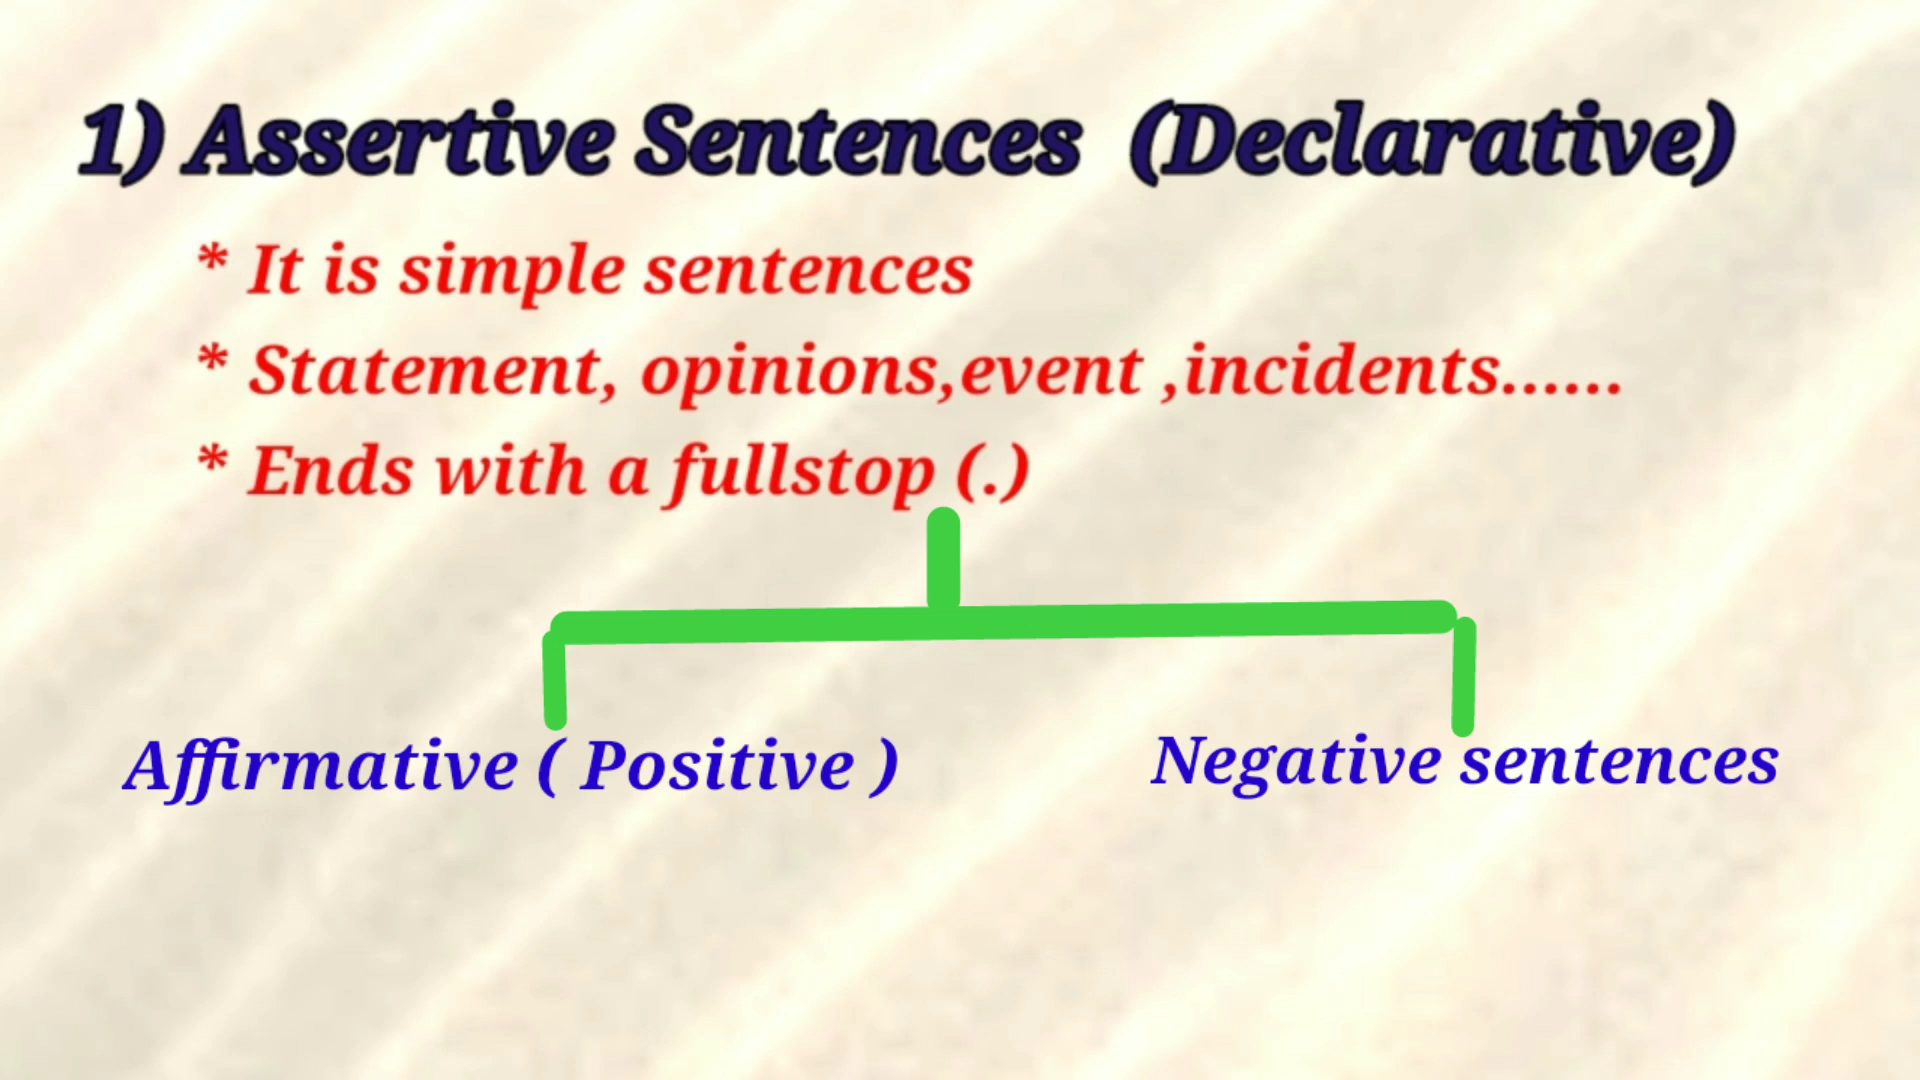 1) Assertive Sentences (Declarative)
* It is simple sentences
* Statement, opinions,event ,incidents......
* Ends with a fullstop (.)
Affirmative ( Positive ) Negative sentences